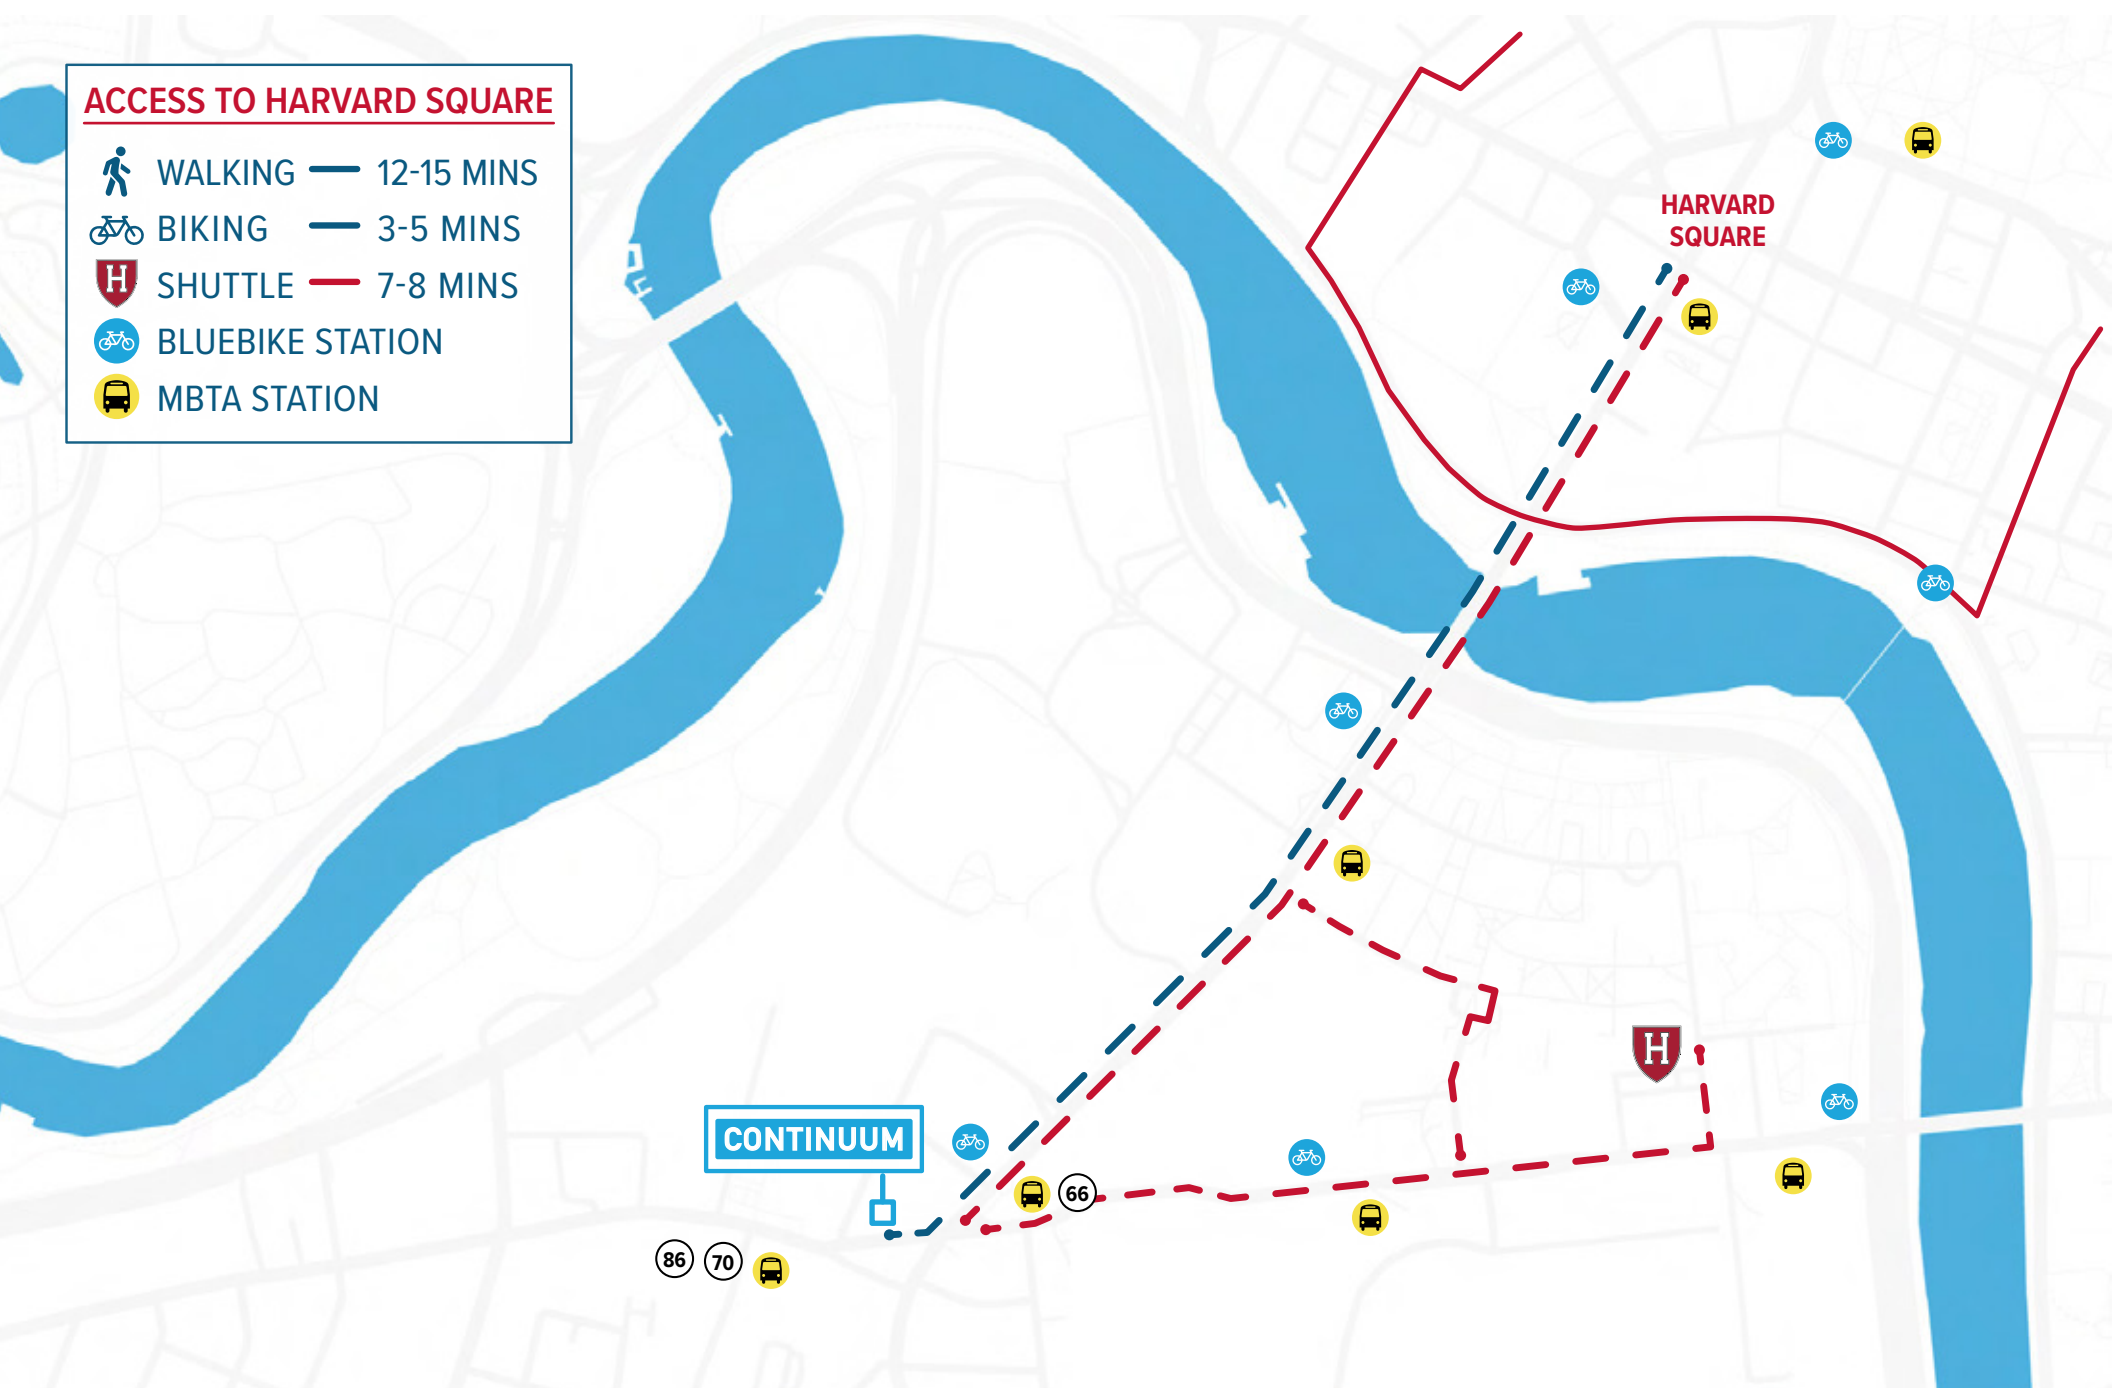 ACCESS TO HARVARD SQUARE
WALKING 12-15 MINS
BIKING 3-5 MINS
H SHUTTLE 7-8 MINS
BLUEBIKE STATION
MBTA STATION
HARVARD
SQUARE
H
CONTINUUM
66
86 70